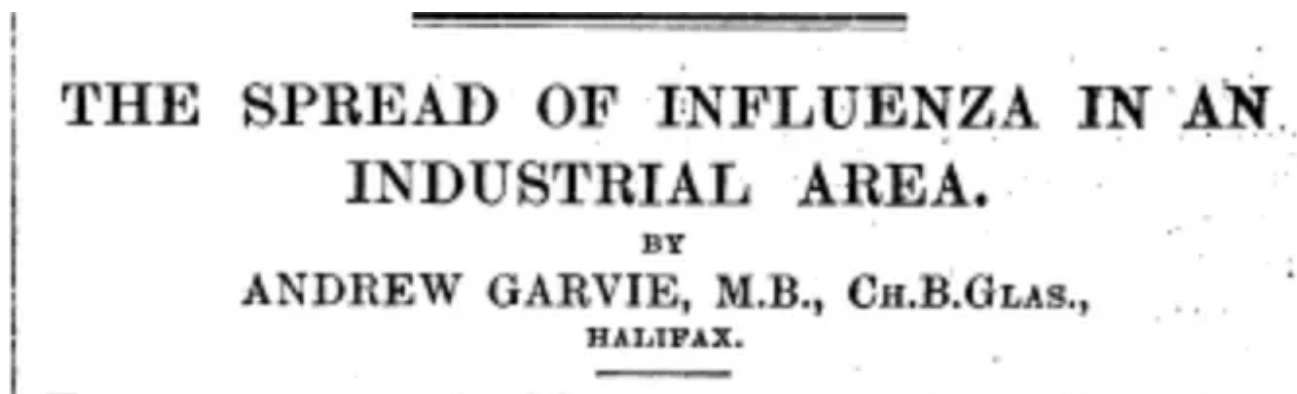 THE SPREAD OF INFLUENZA IN AN
INDUSTRIAL AREA.
BY
ANDREW GARVIE, M.B., CH.B.GLAS.,
HALIFAX.